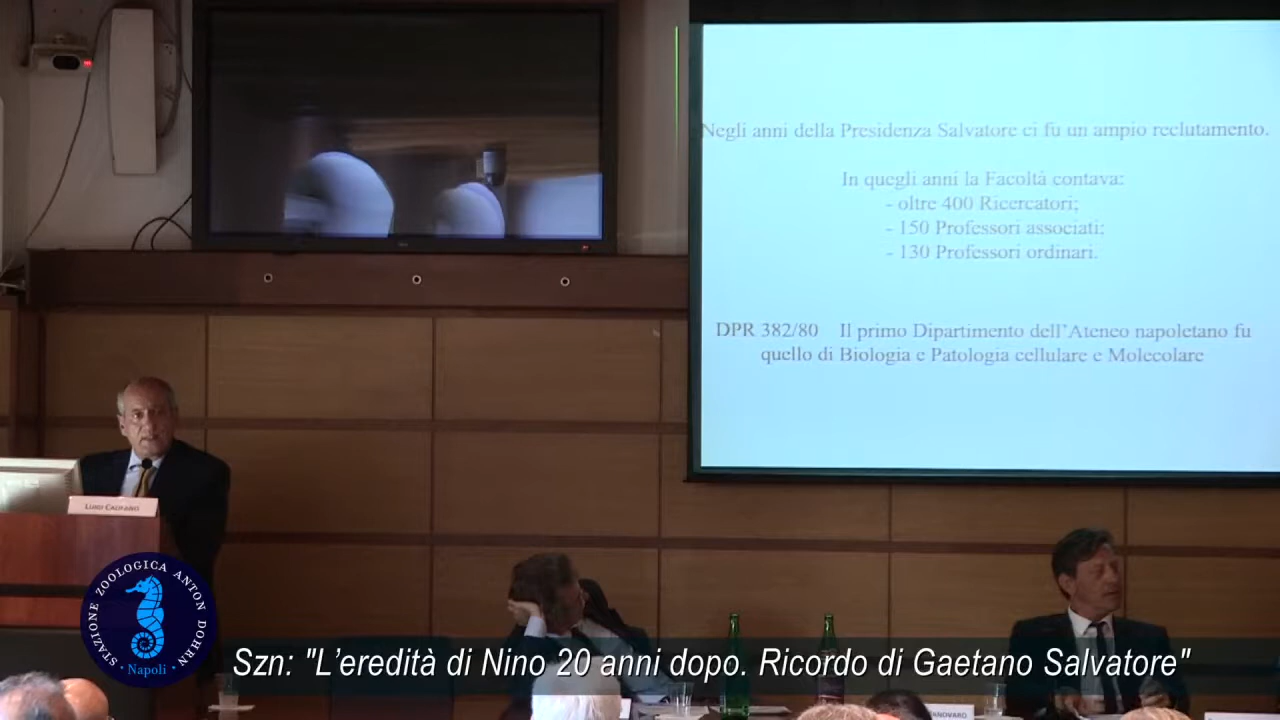 Negli anni della Presidenza Salvatore ci fu un ampio reclutamento.
In quegli anni la Facoltà contava:
- oltre 400 Ricercatori;
- 150 Professori associati;
- 130 Professori ordinari.
DPR 382/80 Il primo Dipartimento dell'Ateneo napoletano fu
quello di Biologia e Patologia cellulare e Molecolare
STAZIONE ZOOLOGICA ANTON DOHRN
• Napoli •
Szn: "L'eredità di Nino 20 anni dopo. Ricordo di Gaetano Salvatore"